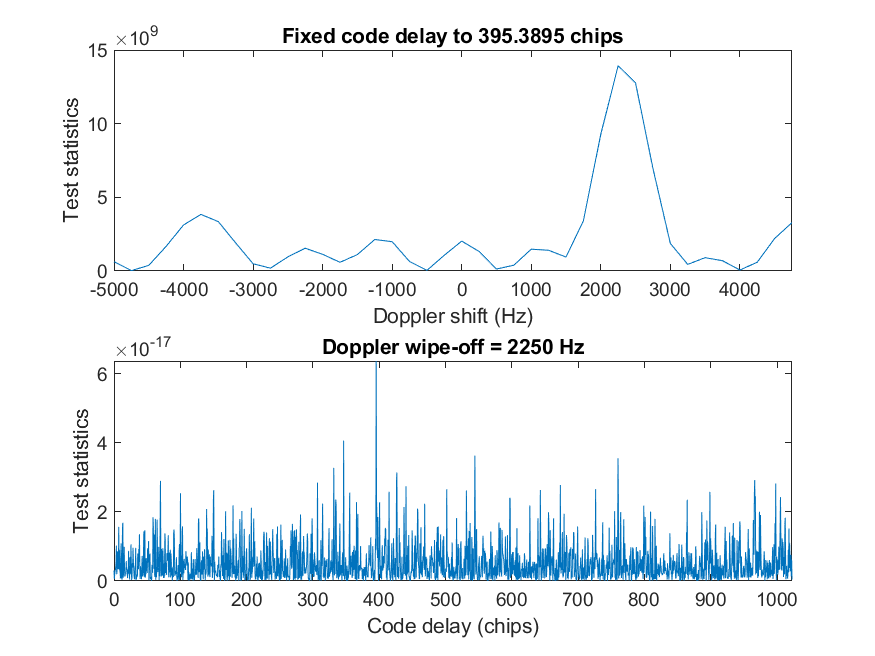 ×10^9
Fixed code delay to 395.3895 chips
15
10
5
0
Test statistics
-5000 -4000 -3000 -2000 -1000 0 1000 2000 3000 4000
Doppler shift (Hz)
×10^-17
Doppler wipe-off = 2250 Hz
6
4
2
0
Test statistics
0 100 200 300 400 500 600 700 800 900 1000
Code delay (chips)